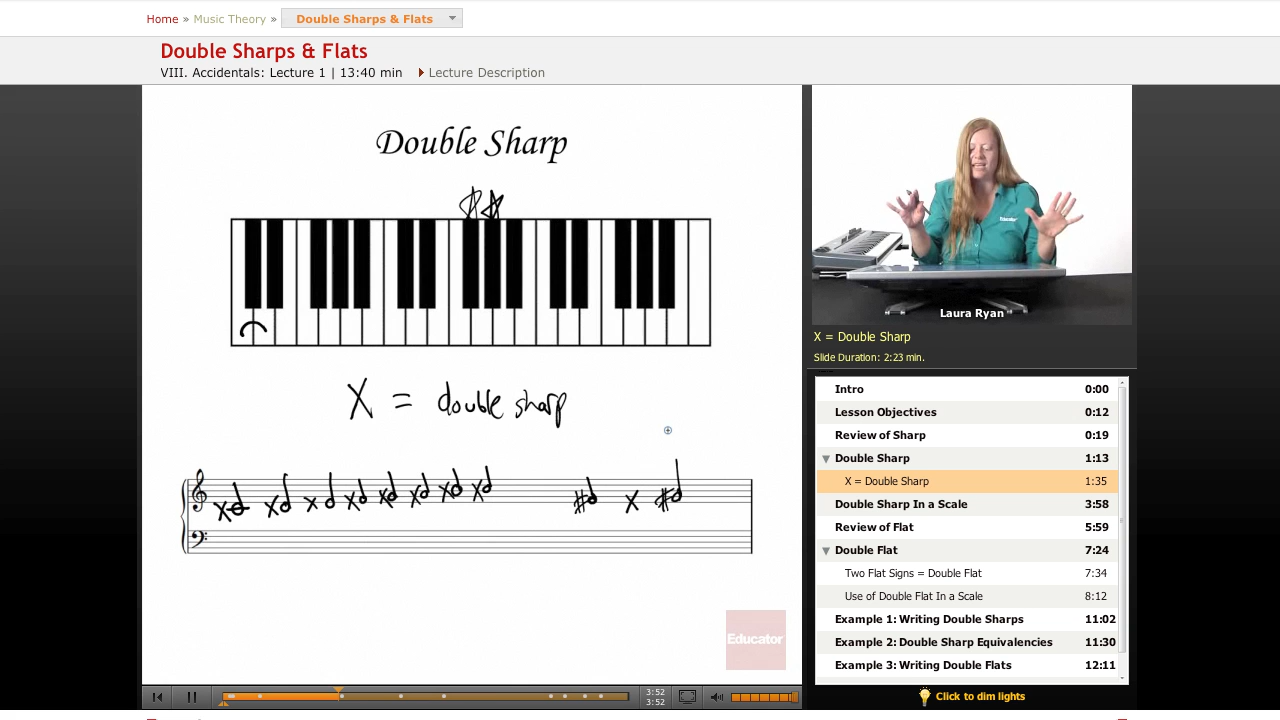 Home » Music Theory » Double Sharps & Flats
Double Sharps & Flats
VIII. Accidentals: Lecture 1 | 13:40 min Lecture Description
Double Sharp
X = double sharp
Educator
Laura Ryan
X = Double Sharp
Slide Duration: 2:23 min.
Intro 0:00
Lesson Objectives 0:12
Review of Sharp 0:19
Double Sharp 1:13
X = Double Sharp 1:35
Double Sharp In a Scale 3:58
Review of Flat 5:59
Double Flat 7:24
Two Flat Signs = Double Flat 7:34
Use of Double Flat In a Scale 8:12
Example 1: Writing Double Sharps 11:02
Example 2: Double Sharp Equivalencies 11:30
Example 3: Writing Double Flats 12:11
3:52
3:52
Click to dim lights